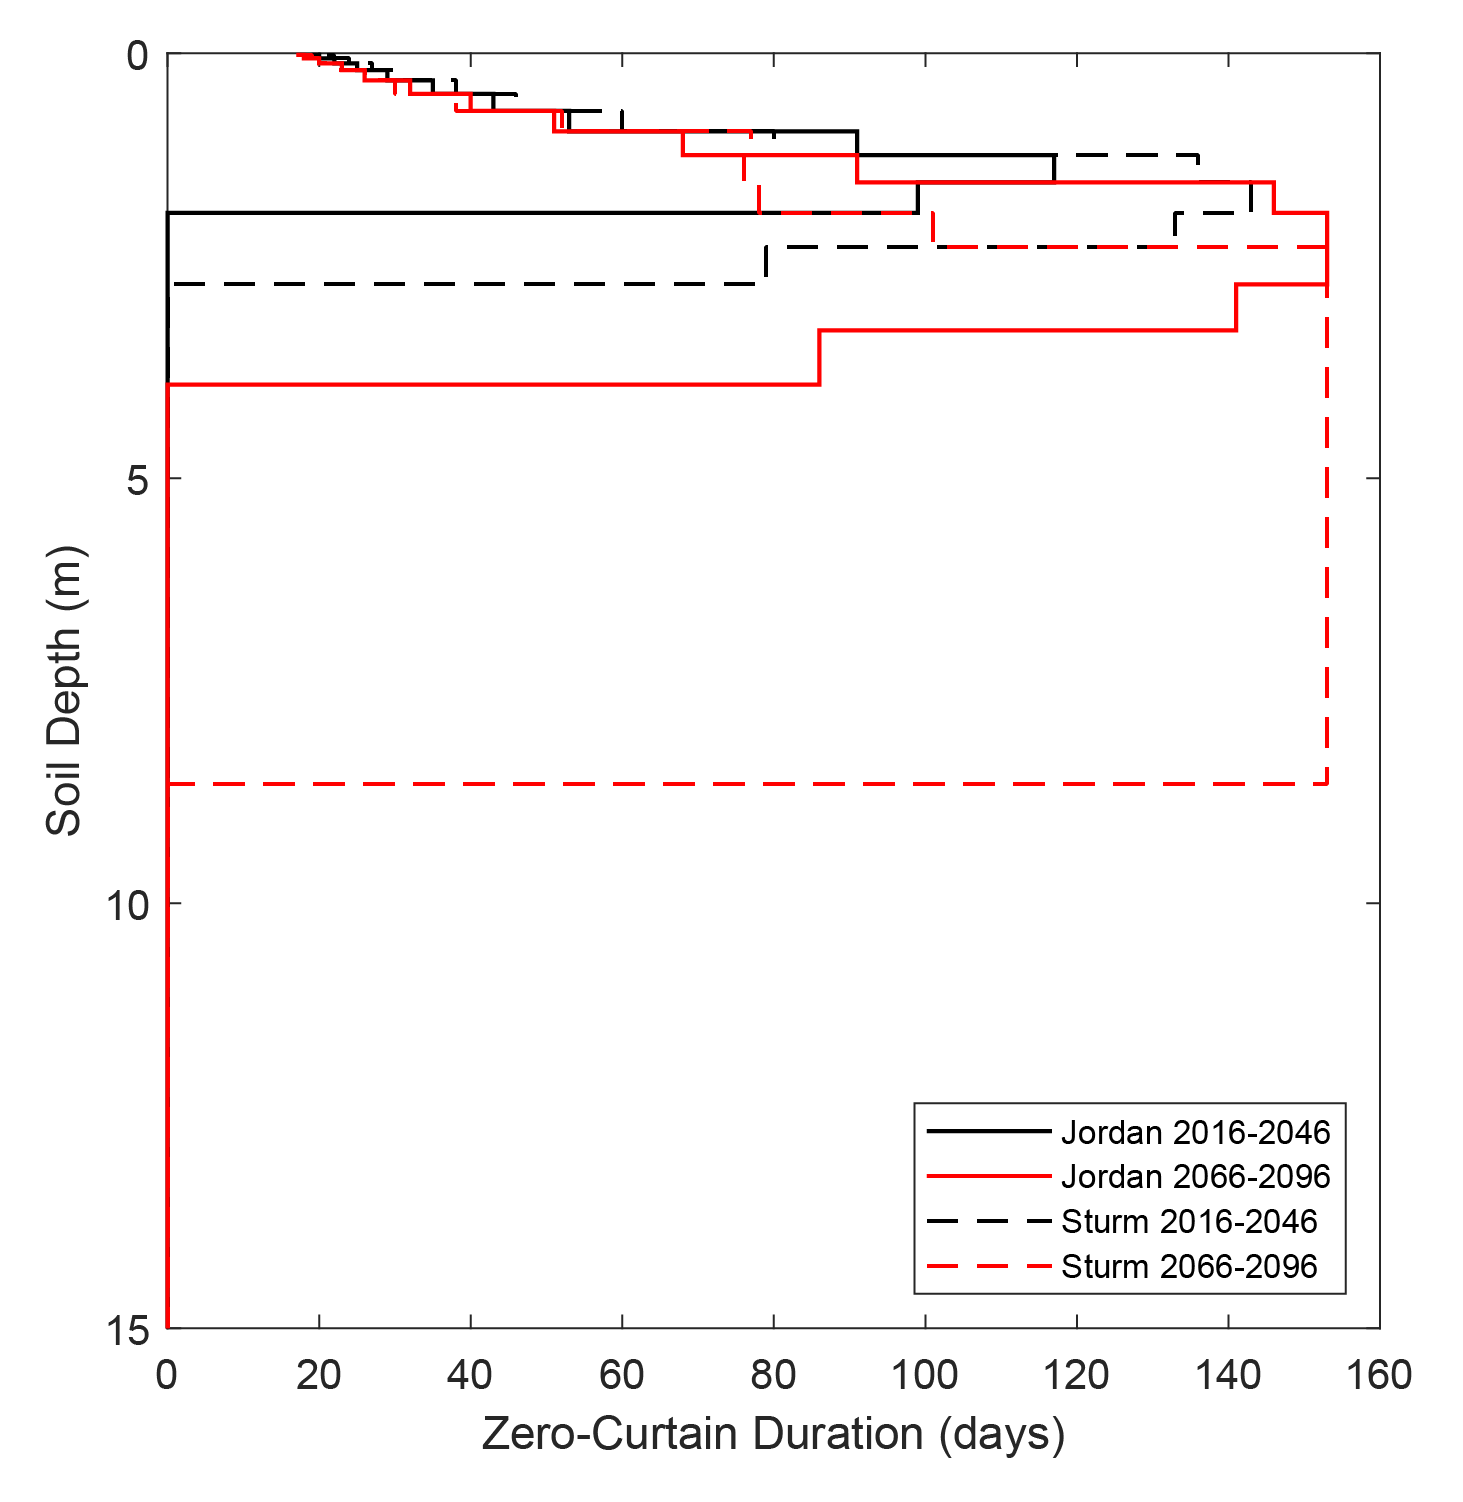 0
5
10
15
Soil Depth (m)
0 20 40 60 80 100 120 140 160
Zero-Curtain Duration (days)
Jordan 2016-2046
Jordan 2066-2096
Sturm 2016-2046
Sturm 2066-2096